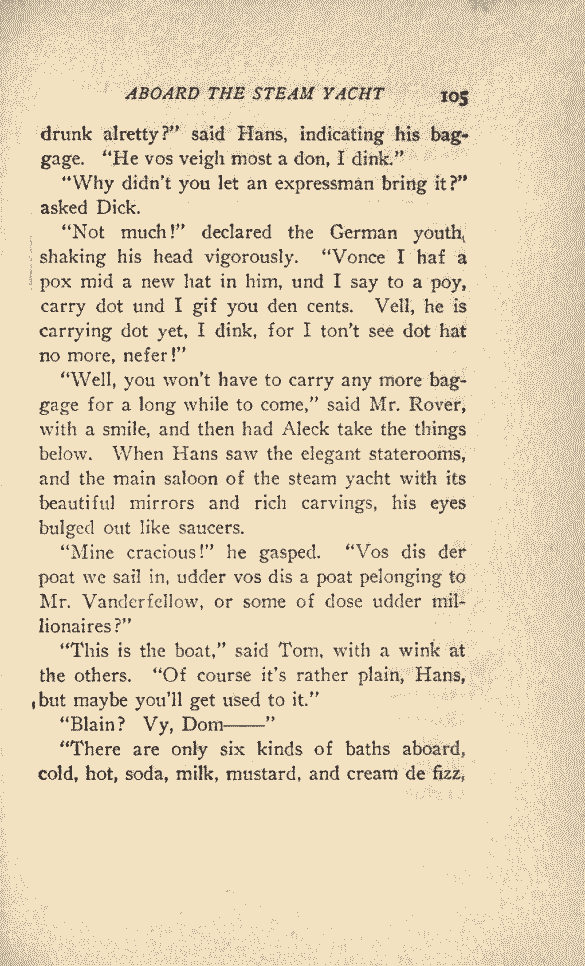 ABOARD THE STEAM YACHT 105
drunk alretty?” said Hans, indicating his bag-
gage. “He vos veigh most a don, I dink.”
“Why didn’t you let an expressman bring it?”
asked Dick.
“Not much!” declared the German youth,
shaking his head vigorously. “Vonce I haf a
pox mid a new hat in him, und I say to a poy,
carry dot und I gif you den cents. Vell, he is
carrying dot yet, I dink, for I ton’t see dot hat
no more, nefer!”
“Well, you won’t have to carry any more bag-
gage for a long while to come,” said Mr. Rover,
with a smile, and then had Aleck take the things
below. When Hans saw the elegant staterooms,
and the main saloon of the steam yacht with its
beautiful mirrors and rich carvings, his eyes
bulged out like saucers.
“Mine cracious!” he gasped. “Vos dis der
poat we sail in, udder vos dis a poat pelonging to
Mr. Vanderfellow, or some of dose udder mil-
lionaires?”
“This is the boat,” said Tom, with a wink at
the others. “Of course it’s rather plain, Hans,
but maybe you’ll get used to it.”
“Blain? Vy, Dom——”
“There are only six kinds of baths aboard,
cold, hot, soda, milk, mustard, and cream de fizz,